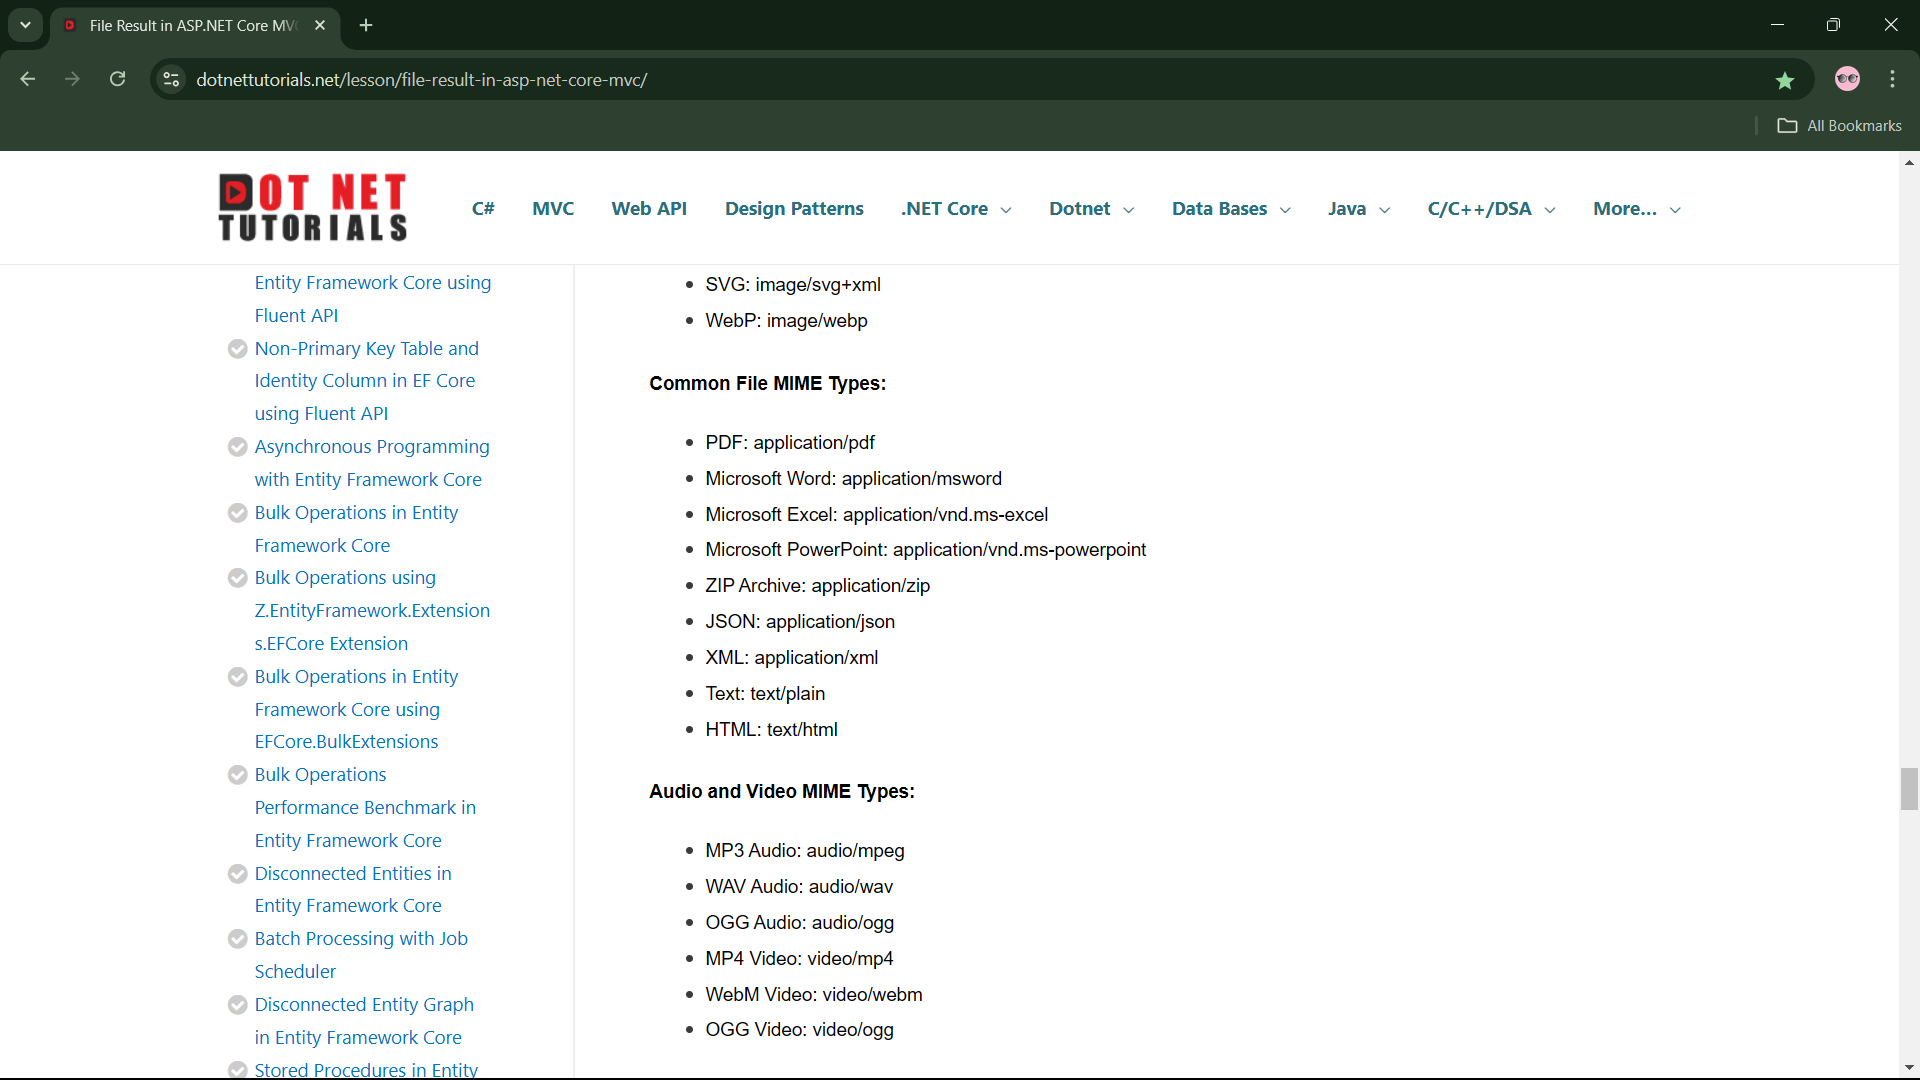 File Result in ASP.NET Core MV
dotnettutorials.net/lesson/file-result-in-asp-net-core-mvc/
All Bookmarks
DOT NET
TUTORIALS
C# MVC Web API Design Patterns .NET Core Dotnet Data Bases Java C/C++/DSA More...
Entity Framework Core using
Fluent API
Non-Primary Key Table and
Identity Column in EF Core
using Fluent API
Asynchronous Programming
with Entity Framework Core
Bulk Operations in Entity
Framework Core
Bulk Operations using
Z.EntityFramework.Extension
s.EFCore Extension
Bulk Operations in Entity
Framework Core using
EFCore.BulkExtensions
Bulk Operations
Performance Benchmark in
Entity Framework Core
Disconnected Entities in
Entity Framework Core
Batch Processing with Job
Scheduler
Disconnected Entity Graph
in Entity Framework Core
Stored Procedures in Entity
SVG: image/svg+xml
WebP: image/webp
Common File MIME Types:
PDF: application/pdf
Microsoft Word: application/msword
Microsoft Excel: application/vnd.ms-excel
Microsoft PowerPoint: application/vnd.ms-powerpoint
ZIP Archive: application/zip
JSON: application/json
XML: application/xml
Text: text/plain
HTML: text/html
Audio and Video MIME Types:
MP3 Audio: audio/mpeg
WAV Audio: audio/wav
OGG Audio: audio/ogg
MP4 Video: video/mp4
WebM Video: video/webm
OGG Video: video/ogg